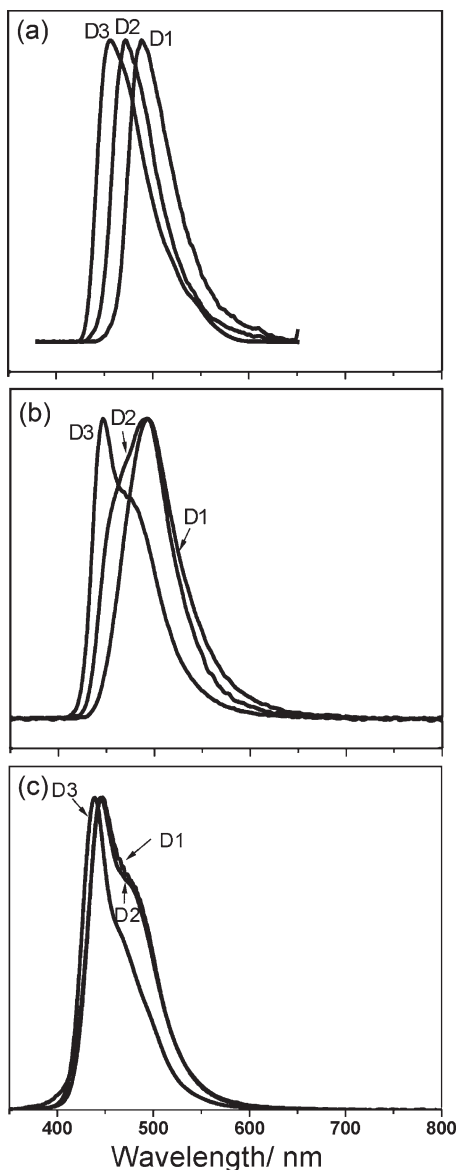 (a)
D3 D2 D1
(b)
D3 D2
D1
(c)
D3
D1
D2
400 500 600 700 800
Wavelength/ nm